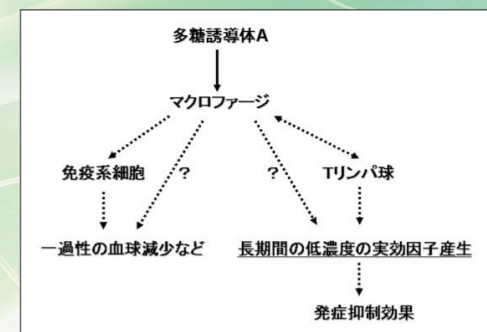 多糖誘導体A
マクロファージ
免疫系細胞 ? ? Tリンパ球
一過性の血球減少など 長期間の低濃度の実効因子産生
発症抑制効果